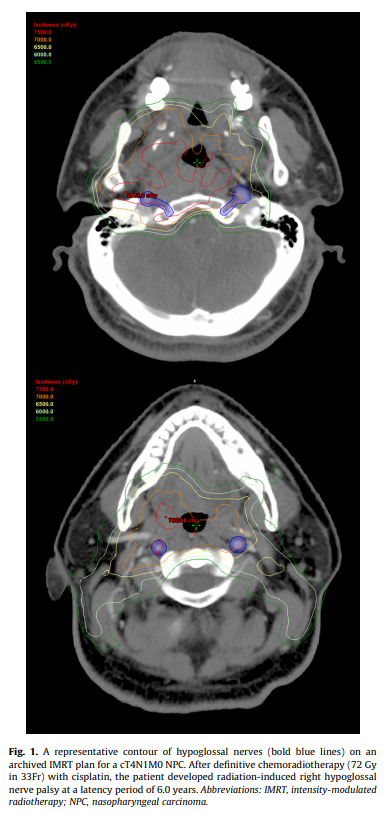 Isodoses (cGy)
7500.0
7000.0
6500.0
6000.0
5500.0
Isodoses (cGy)
7500.0
7000.0
6500.0
6000.0
5500.0
Fig. 1. A representative contour of hypoglossal nerves (bold blue lines) on an
archived IMRT plan for a cT4N1M0 NPC. After definitive chemoradiotherapy (72 Gy
in 33Fr) with cisplatin, the patient developed radiation-induced right hypoglossal
nerve palsy at a latency period of 6.0 years. Abbreviations: IMRT, intensity-modulated
radiotherapy; NPC, nasopharyngeal carcinoma.